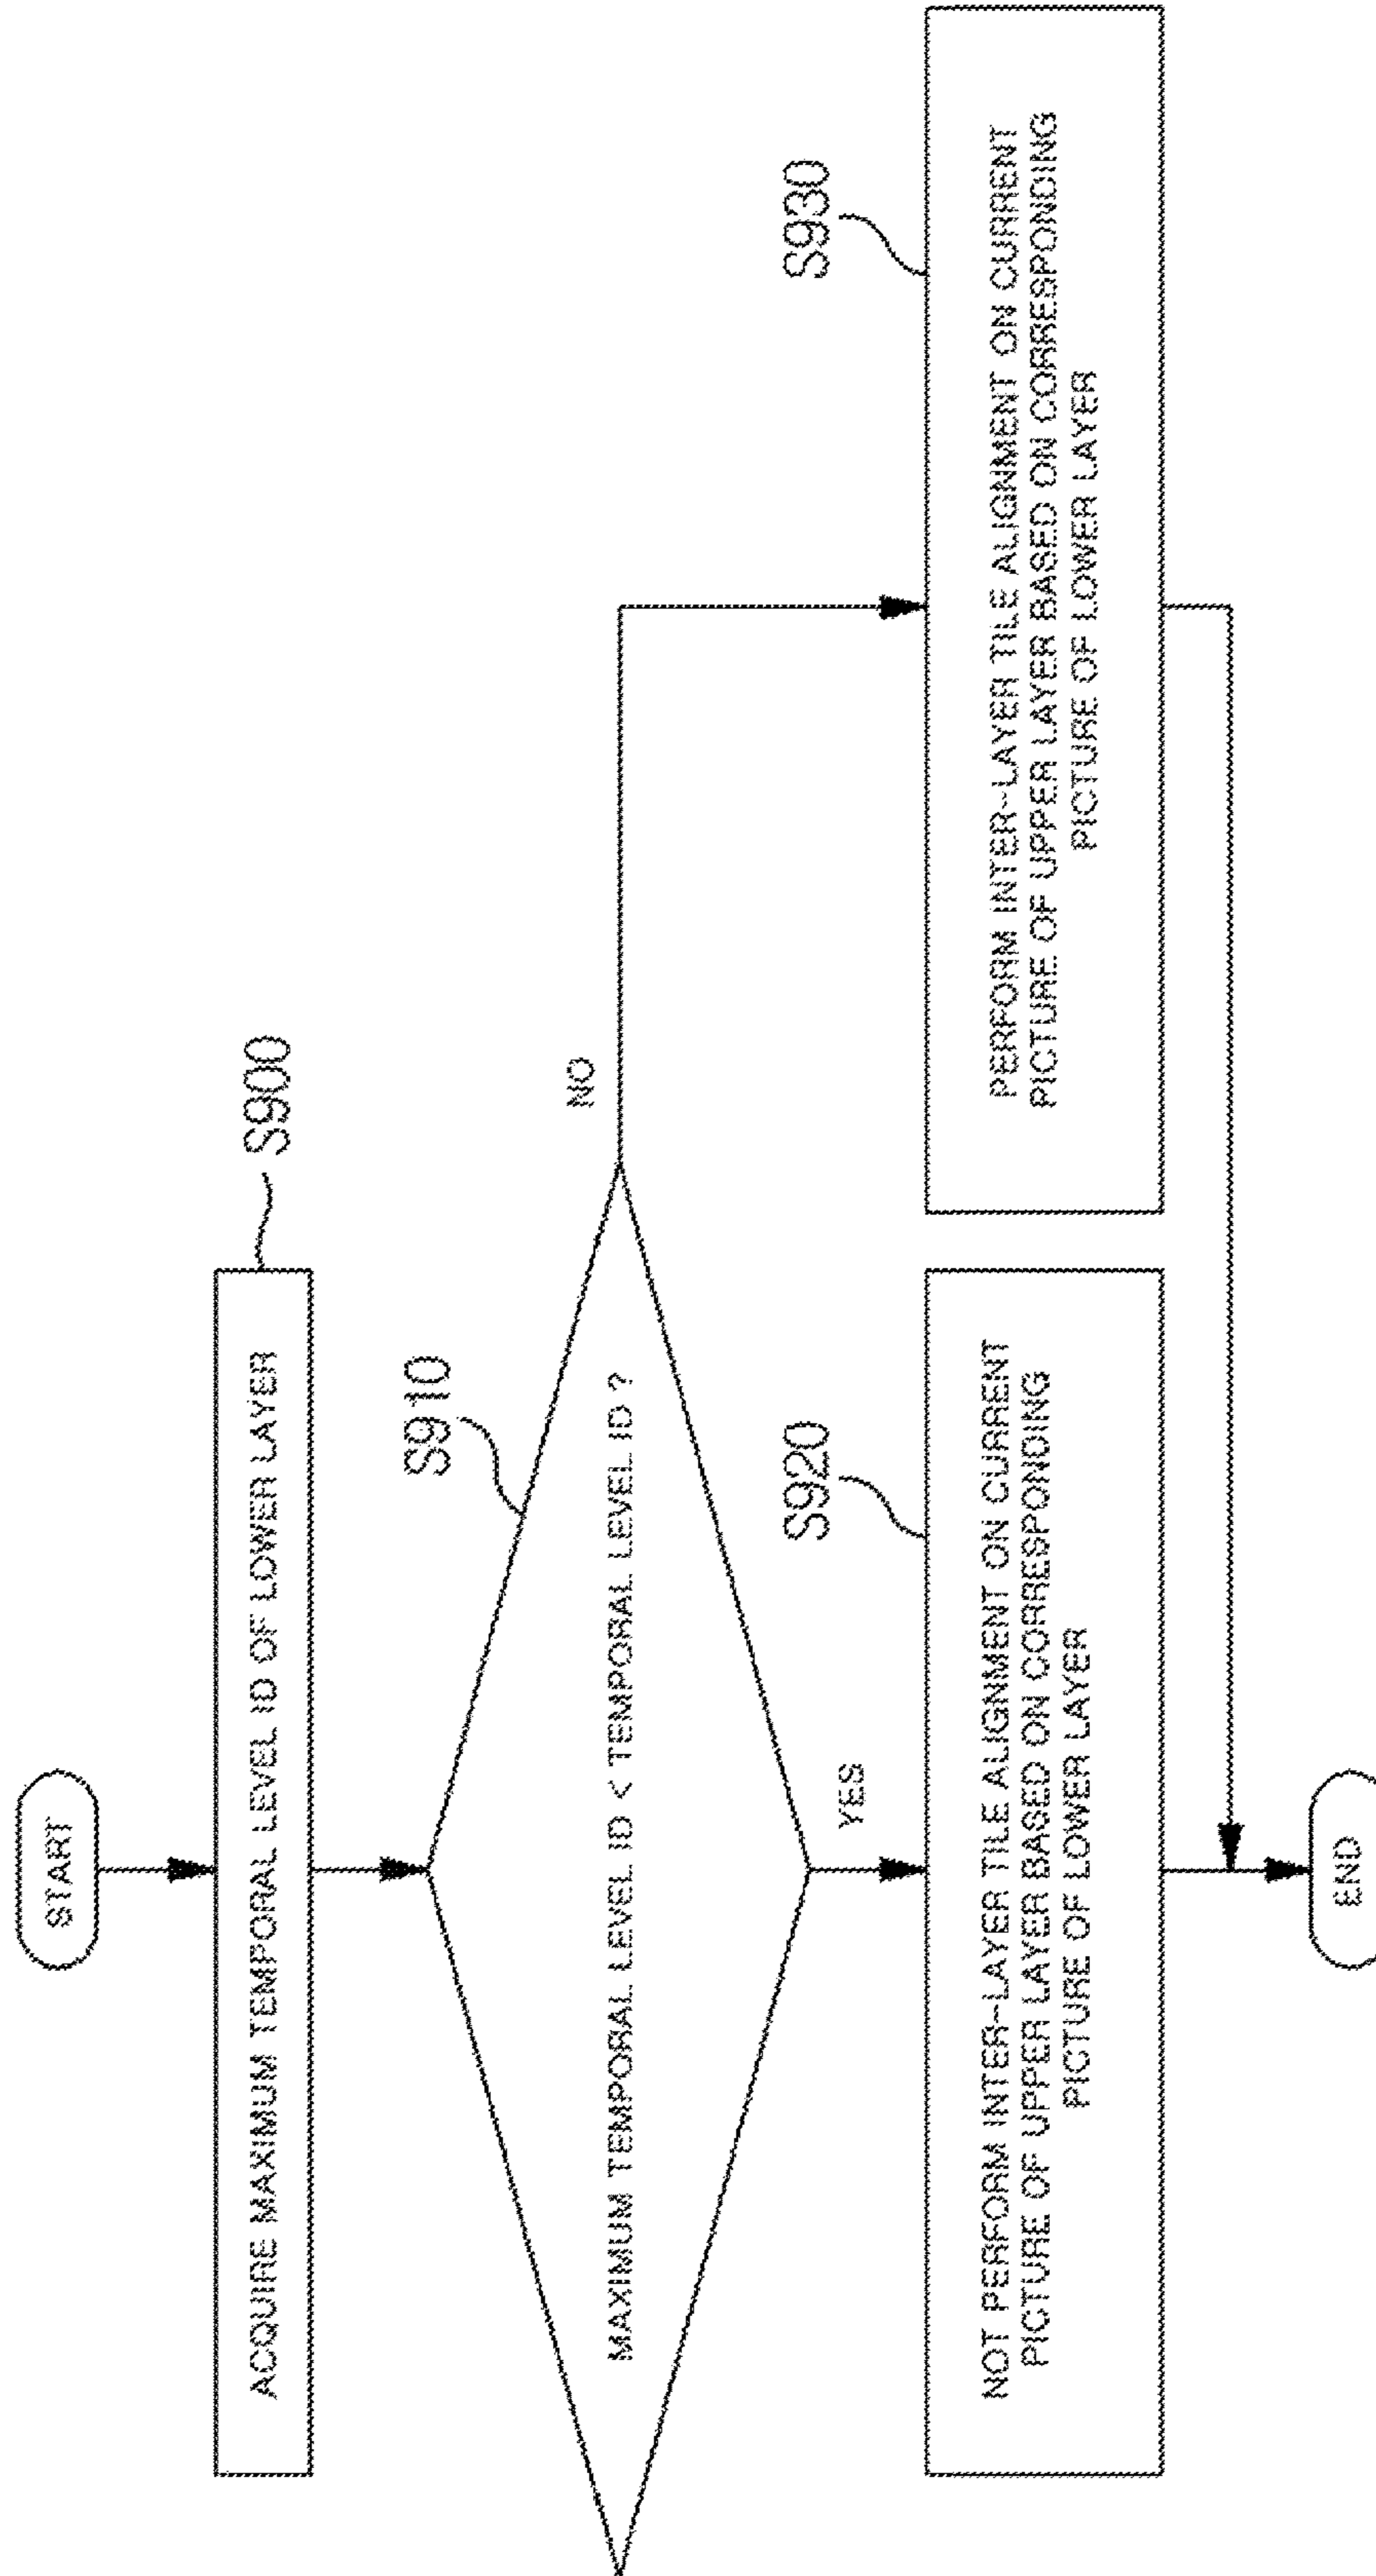 START
ACQUIRE MAXIMUM TEMPORAL LEVEL ID OF LOWER LAYER
S900
S910
MAXIMUM TEMPORAL LEVEL ID < TEMPORAL LEVEL ID ?
NO
YES
S920
NOT PERFORM INTER-LAYER TILE ALIGNMENT ON CURRENT
PICTURE OF UPPER LAYER BASED ON CORRESPONDING
PICTURE OF LOWER LAYER
S930
PERFORM INTER-LAYER TILE ALIGNMENT ON CURRENT
PICTURE OF UPPER LAYER BASED ON CORRESPONDING
PICTURE OF LOWER LAYER
END